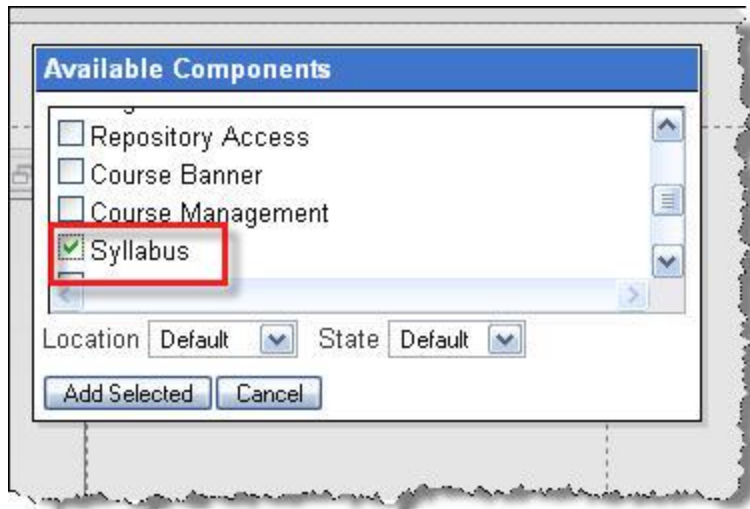 Available Components
Repository Access
Course Banner
Course Management
Syllabus
Location Default State Default
Add Selected Cancel